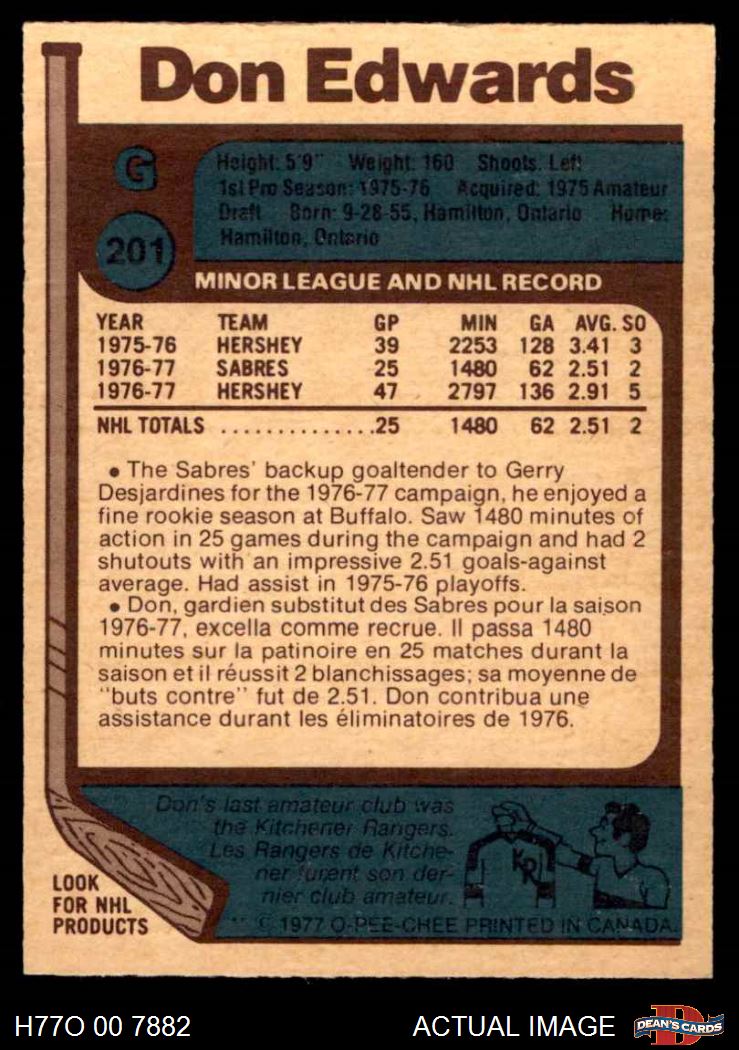 Don Edwards
G
Height: 5'9" Weight: 160 Shoots: Left
1st Pro Season: 1975-76 Acquired: 1975 Amateur
Draft Born: 9-28-55, Hamilton, Ontario Home:
Hamilton, Ontario
201
MINOR LEAGUE AND NHL RECORD
YEAR TEAM GP MIN GA AVG. SO
1975-76 HERSHEY 39 2253 128 3.41 3
1976-77 SABRES 25 1480 62 2.51 2
1976-77 HERSHEY 47 2797 136 2.91 5
NHL TOTALS ..............25 1480 62 2.51 2
• The Sabres' backup goaltender to Gerry
Desjardines for the 1976-77 campaign, he enjoyed a
fine rookie season at Buffalo. Saw 1480 minutes of
action in 25 games during the campaign and had 2
shutouts with an impressive 2.51 goals-against
average. Had assist in 1975-76 playoffs.
• Don, gardien substitut des Sabres pour la saison
1976-77, excella comme recrue. Il passa 1480
minutes sur la patinoire en 25 matches durant la
saison et il réussit 2 blanchissages; sa moyenne de
"buts contre" fut de 2.51. Don contribua une
assistance durant les éliminatoires de 1976.
Don's last amateur club was
the Kitchener Rangers.
Les Rangers de Kitche-
ner furent son der-
nier club amateur.
KR
LOOK
FOR NHL
PRODUCTS
** © 1977 O-PEE-CHEE PRINTED IN CANADA.
H77O 00 7882 ACTUAL IMAGE
D
DEAN'S CARDS